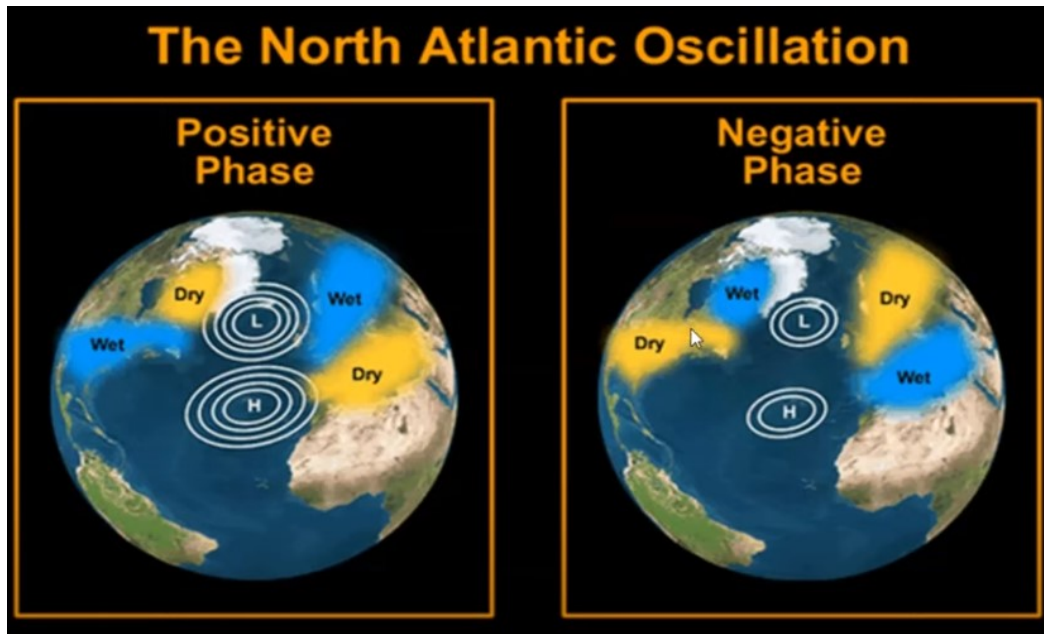 The North Atlantic Oscillation
Positive
Phase
Dry
Wet
L
Wet
Dry
H
Negative
Phase
Wet
Dry
L
Dry
Wet
H